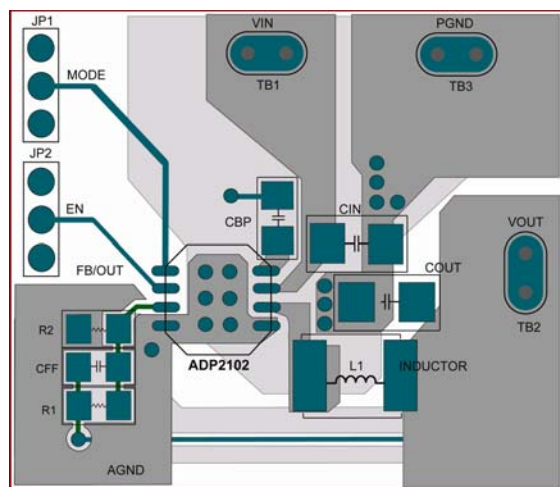 JP1
VIN
PGND
MODE
TB1
TB3
JP2
EN
CBP
CIN
VOUT
FB/OUT
COUT
TB2
R2
ADP2102
CFF
L1
INDUCTOR
R1
AGND